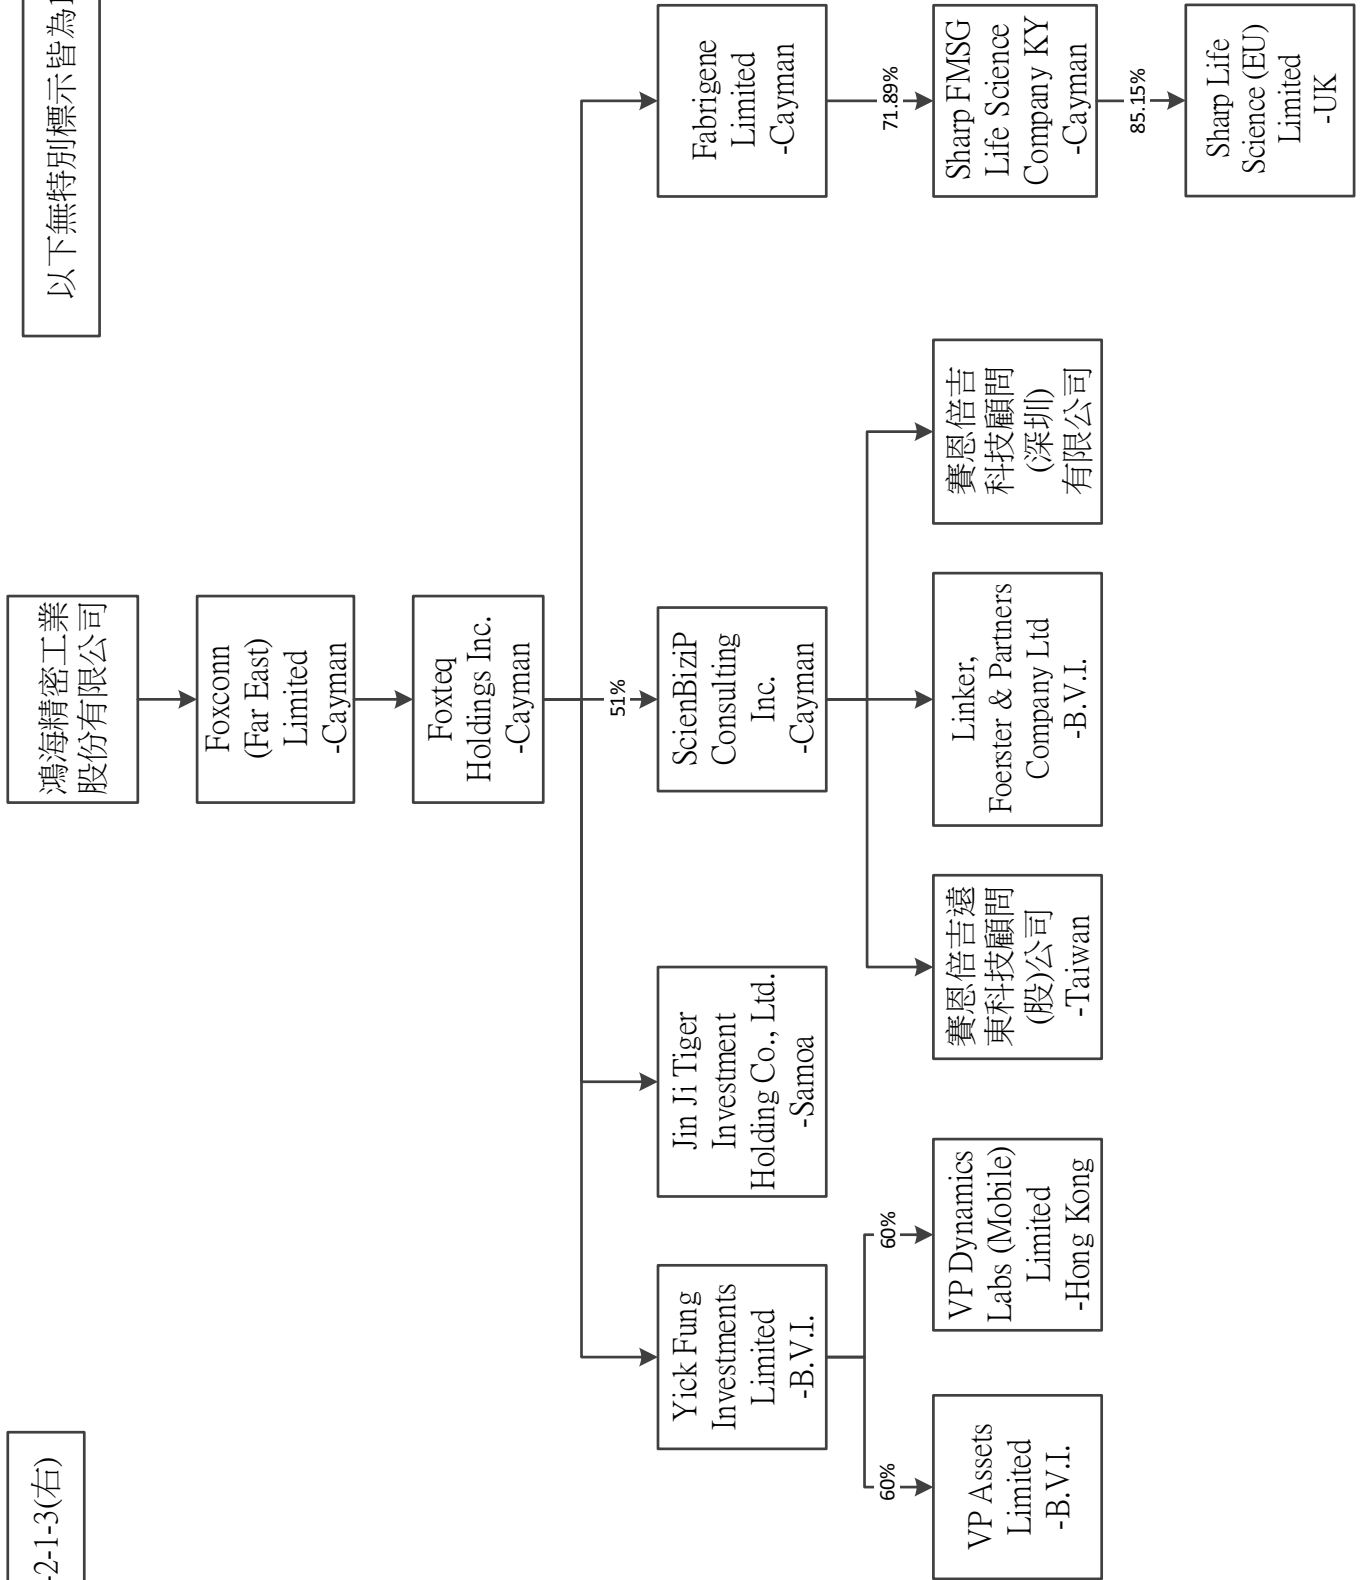 -2-1-3(右)
以下無特別標示皆為
鴻海精密工業
股份有限公司
Foxconn
(Far East)
Limited
-Cayman
Foxteq
Holdings Inc.
-Cayman
51%
Yick Fung
Investments
Limited
-B.V.I.
Jin Ji Tiger
Investment
Holding Co., Ltd.
-Samoa
ScienBiziP
Consulting
Inc.
-Cayman
Fabrigene
Limited
-Cayman
60%
60%
71.89%
VP Assets
Limited
-B.V.I.
VP Dynamics
Labs (Mobile)
Limited
-Hong Kong
賽恩倍吉遠
東科技顧問
(股)公司
-Taiwan
Linker,
Foerster & Partners
Company Ltd
-B.V.I.
賽恩倍吉
科技顧問
(深圳)
有限公司
Sharp FMSG
Life Science
Company KY
-Cayman
85.15%
Sharp Life
Science (EU)
Limited
-UK